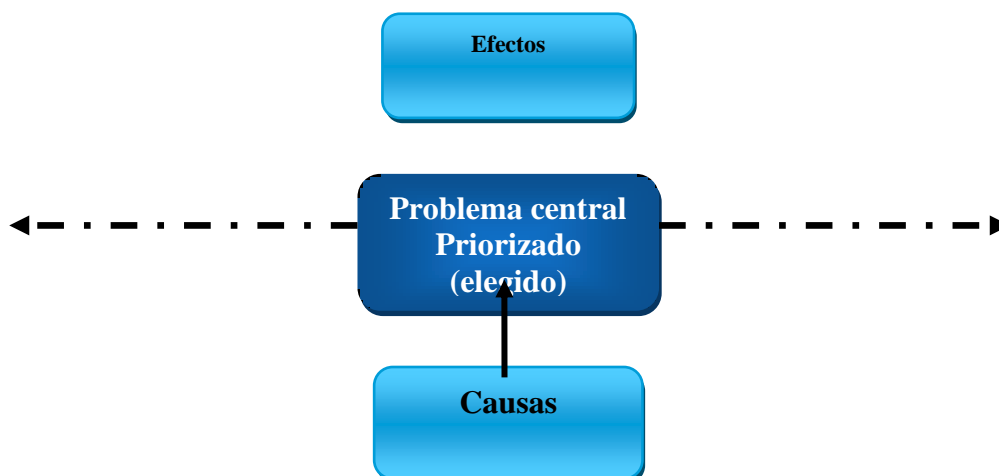 Efectos
Problema central
Priorizado
(elegido)
Causas